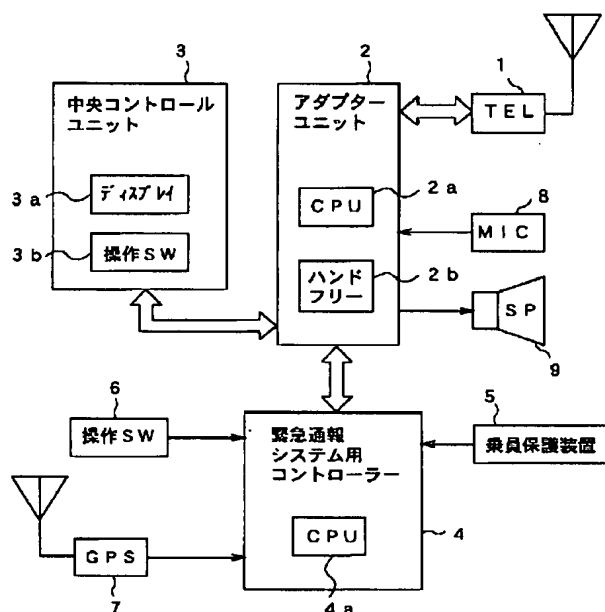 3
中央コントロール
ユニット
3a
ディスプレイ
3b
操作SW
2
アダプター
ユニット
2a
CPU
2b
ハンド
フリー
1
TEL
8
MIC
SP
9
6
操作SW
緊急通報
システム用
コントローラー
CPU
4a
4
5
乗員保護装置
GPS
7